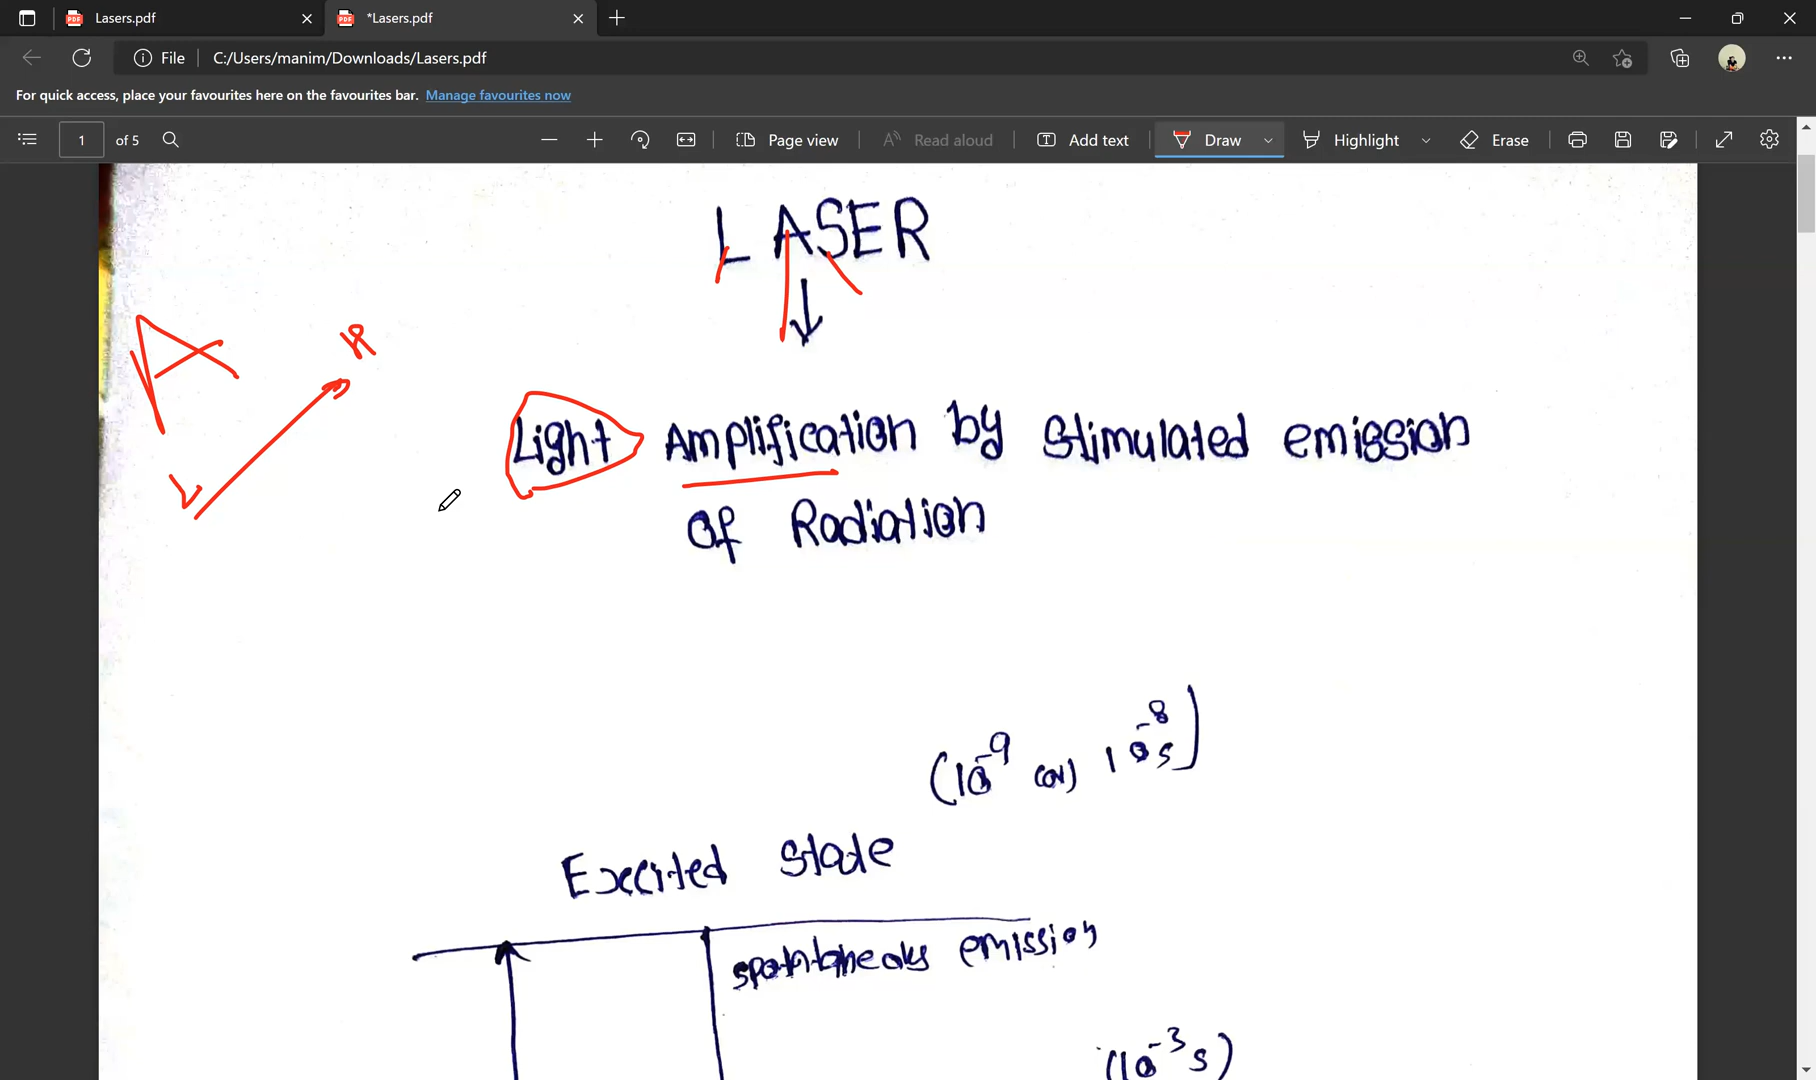 Lasers.pdf
*Lasers.pdf
File
C:/Users/manim/Downloads/Lasers.pdf
For quick access, place your favourites here on the favourites bar. Manage favourites now
1 of 5
Page view
Read aloud
Add text
Draw
Highlight
Erase
LASER
A
H
L
Light Amplification by stimulated emission
of Radiation
(10⁻⁹ (or) 10⁻⁸s)
Excited state
emission
(10⁻³ s)